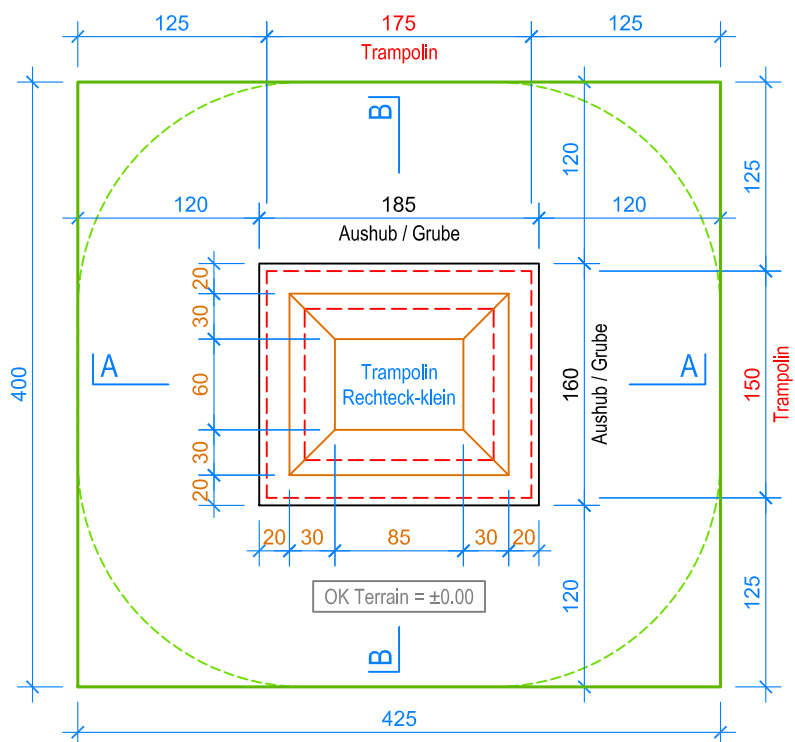 125
175
125
Trampolin
B
120
125
120
185
120
Aushub / Grube
20
30
60
30
20
A
Trampolin
Rechteck-klein
A
400
160
Aushub / Grube
150
Trampolin
20
30
85
30
20
OK Terrain = ±0.00
120
125
B
425